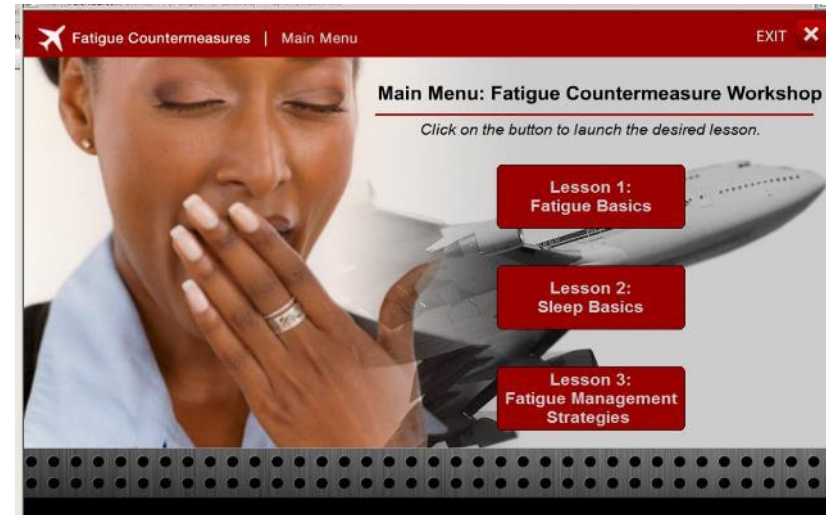 Fatigue Countermeasures | Main Menu
EXIT
Main Menu: Fatigue Countermeasure Workshop
Click on the button to launch the desired lesson.
Lesson 1:
Fatigue Basics
Lesson 2:
Sleep Basics
Lesson 3:
Fatigue Management
Strategies